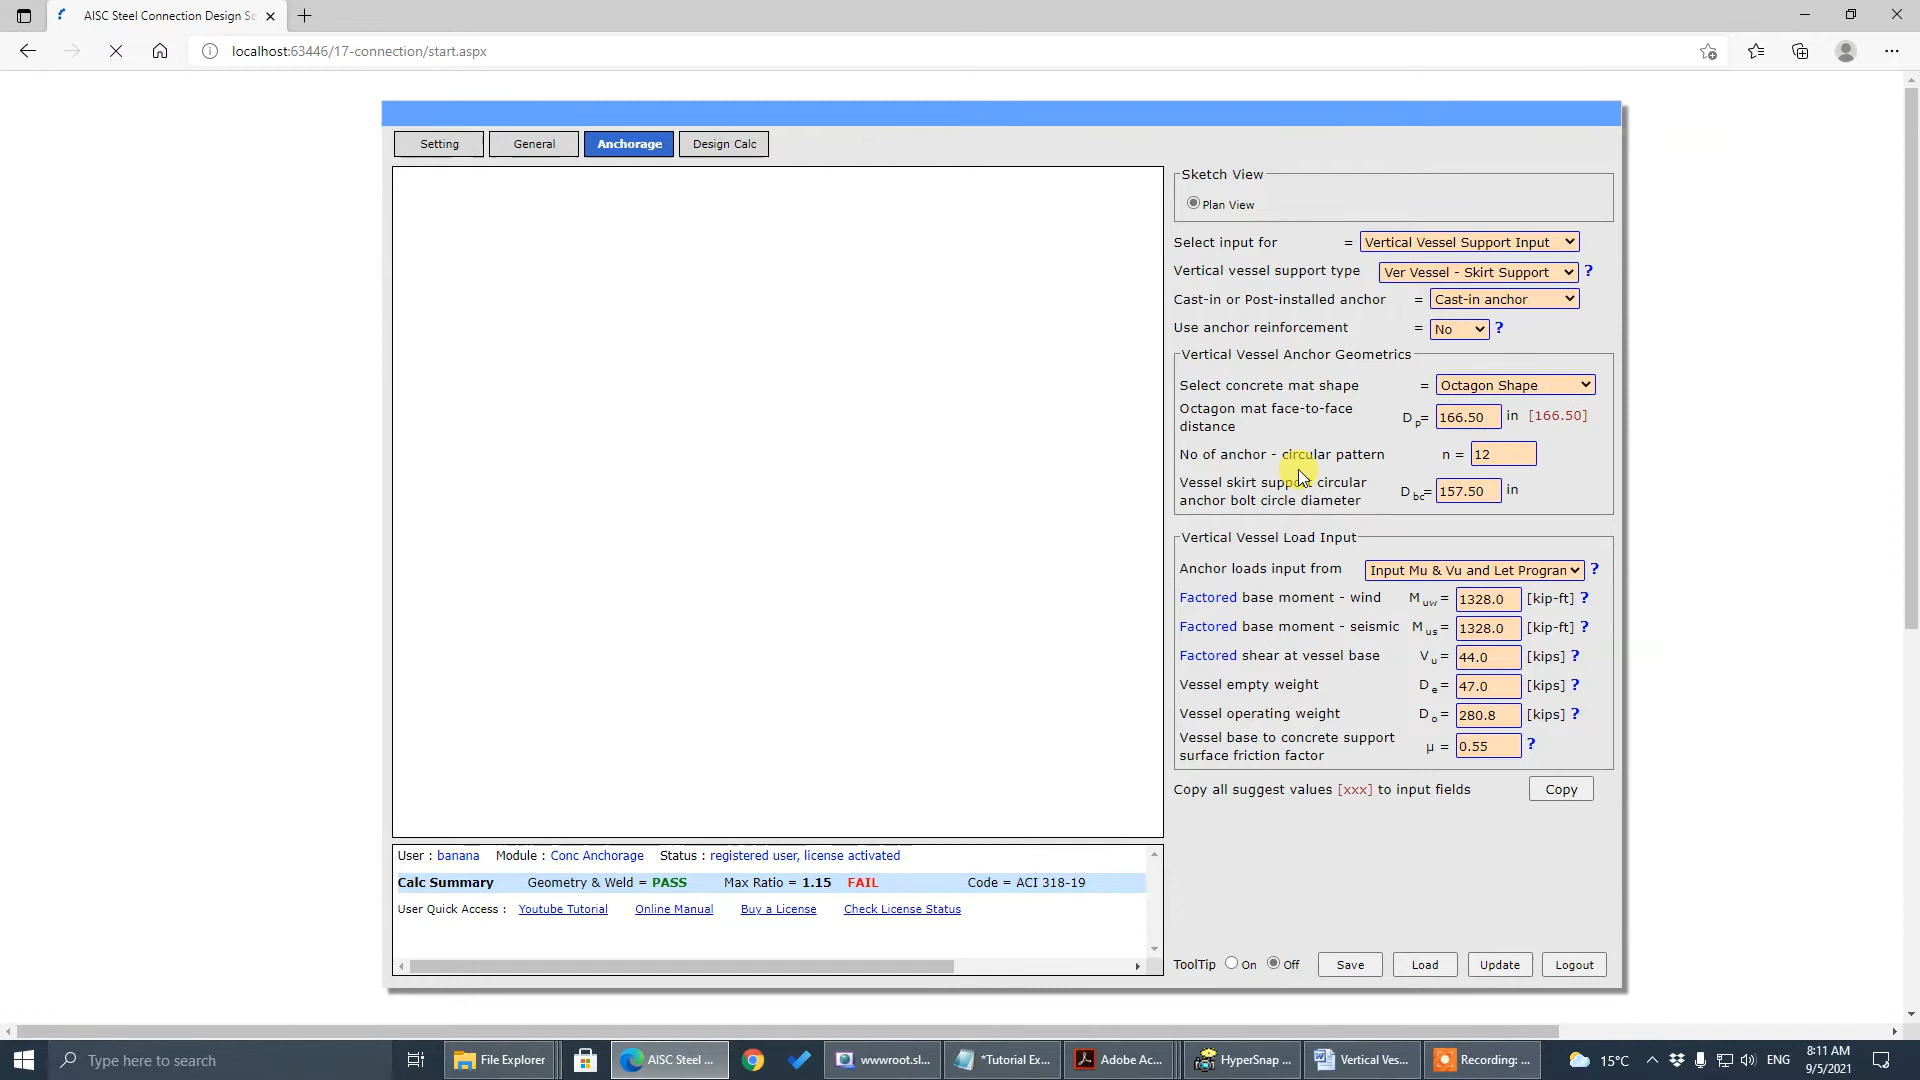 AISC Steel Connection Design So
localhost:63446/17-connection/start.aspx
Setting General Anchorage Design Calc
Sketch View
Plan View
Select input for = Vertical Vessel Support Input
Vertical vessel support type Ver Vessel - Skirt Support ?
Cast-in or Post-installed anchor = Cast-in anchor
Use anchor reinforcement = No ?
Vertical Vessel Anchor Geometrics
Select concrete mat shape = Octagon Shape
Octagon mat face-to-face
distance D p= 166.50 in [166.50]
No of anchor - circular pattern n = 12
Vessel skirt support circular
anchor bolt circle diameter D bc= 157.50 in
Vertical Vessel Load Input
Anchor loads input from Input Mu & Vu and Let Program ?
Factored base moment - wind M uw = 1328.0 [kip-ft] ?
Factored base moment - seismic M us = 1328.0 [kip-ft] ?
Factored shear at vessel base V u = 44.0 [kips] ?
Vessel empty weight D e = 47.0 [kips] ?
Vessel operating weight D o = 280.8 [kips] ?
Vessel base to concrete support
surface friction factor μ = 0.55 ?
Copy all suggest values [xxx] to input fields Copy
User : banana Module : Conc Anchorage Status : registered user, license activated
Calc Summary Geometry & Weld = PASS Max Ratio = 1.15 FAIL Code = ACI 318-19
User Quick Access : Youtube Tutorial Online Manual Buy a License Check License Status
ToolTip On Off Save Load Update Logout
Type here to search File Explorer AISC Steel ... wwwroot.sl... *Tutorial Ex... Adobe Ac... HyperSnap ... Vertical Ves... Recording: ... 15°C ENG 8:11 AM
9/5/2021